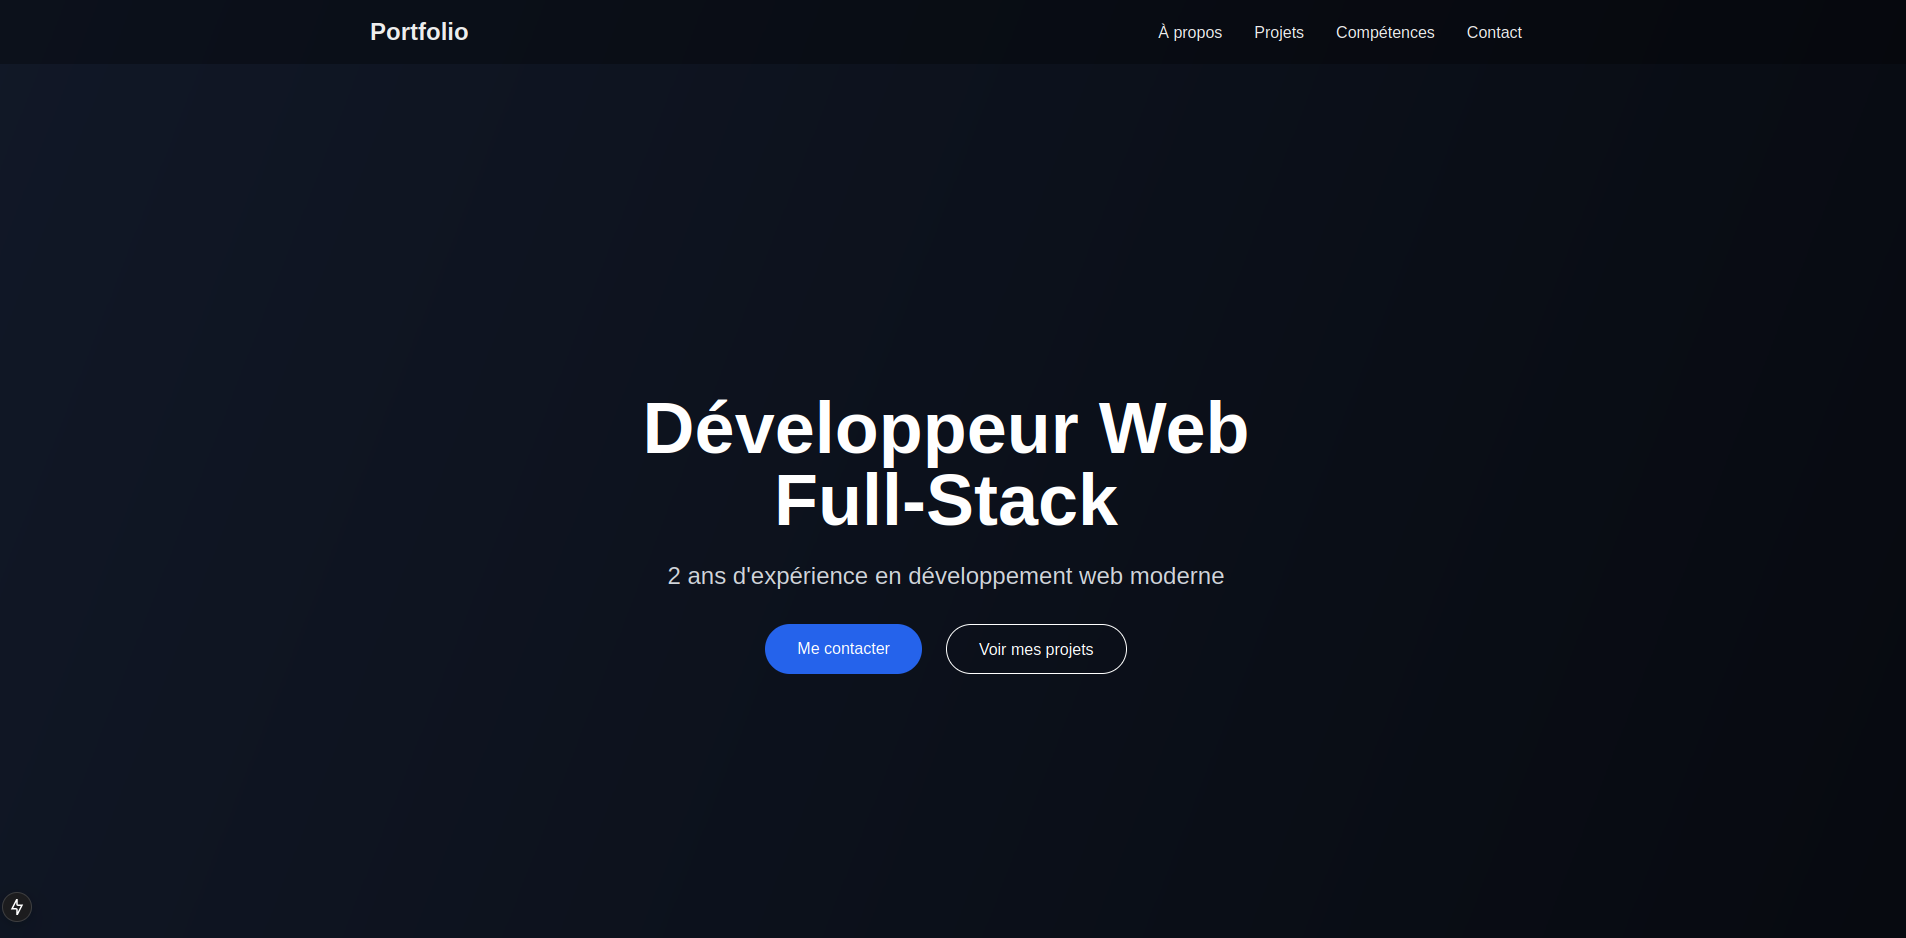 Portfolio
À propos
Projets
Compétences
Contact
Développeur Web
Full-Stack
2 ans d'expérience en développement web moderne
Me contacter
Voir mes projets